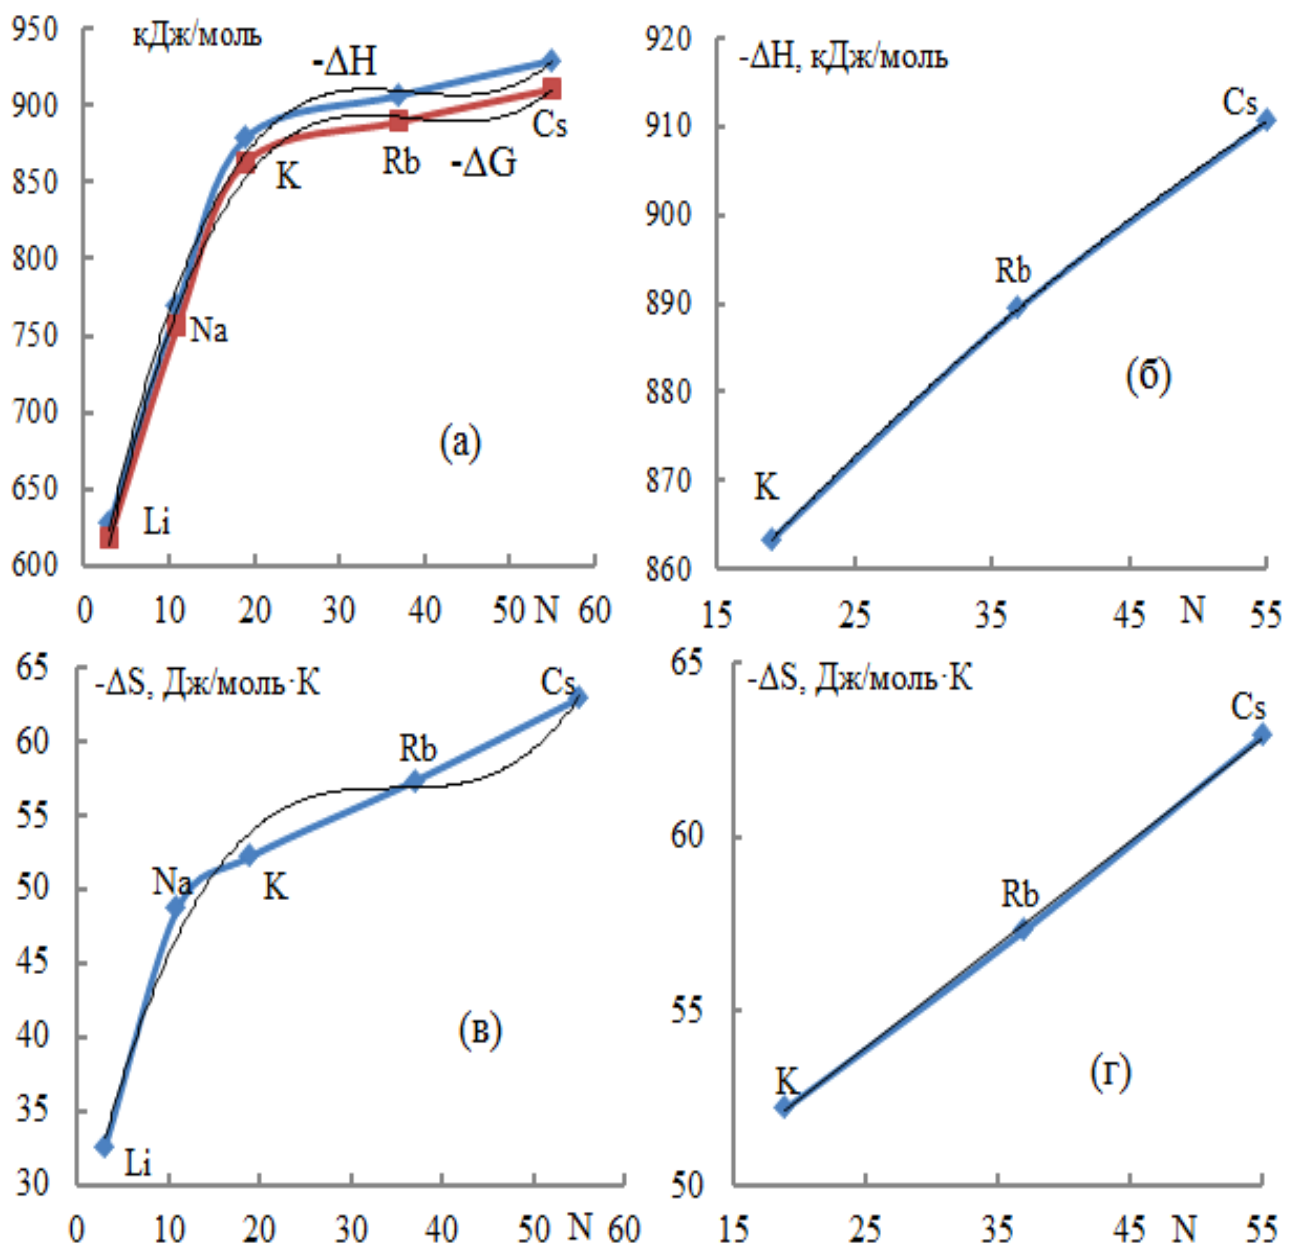 кДж/моль
950
900
850
800
750
700
650
600
-ΔH
-ΔG
Li
Na
K
Rb
Cs
(а)
0 10 20 30 40 50 N 60
-ΔH, кДж/моль
920
910
900
890
880
870
860
K
Rb
Cs
(б)
15 25 35 45 N 55
-ΔS, Дж/моль·К
65
60
55
50
45
40
35
30
Li
Na
K
Rb
Cs
(в)
0 10 20 30 40 50 N 60
-ΔS, Дж/моль·К
65
60
55
50
K
Rb
Cs
(г)
15 25 35 45 N 55